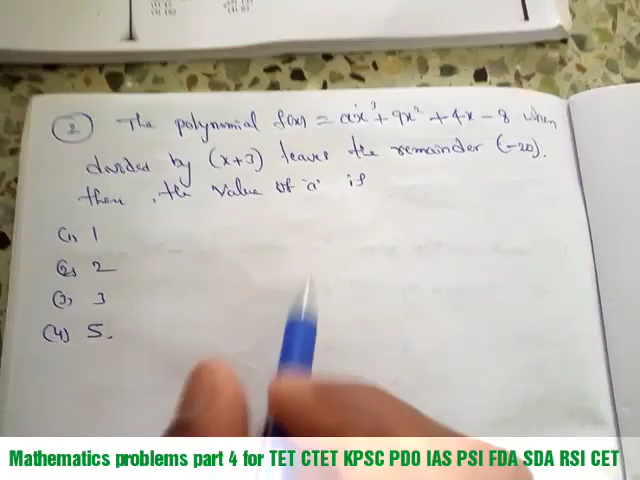 (2) The polynomial f(x) = ax³ + 9x² + 4x - 8 when
divided by (x+3) leaves the remainder (-20).
then, the value of 'a' is
(1) 1
(2) 2
(3) 3
(4) 5.
Mathematics problems part 4 for TET CTET KPSC PDO IAS PSI FDA SDA RSI CET